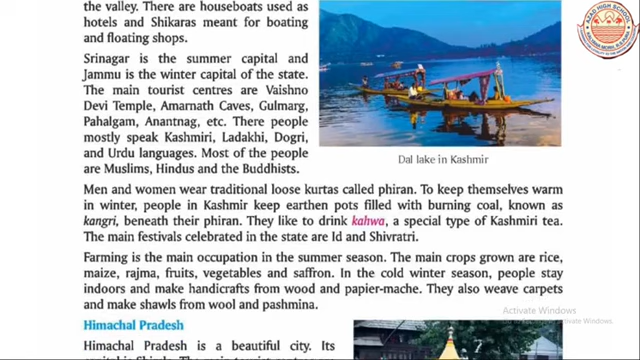 the valley. There are houseboats used as
hotels and Shikaras meant for boating
and floating shops.
Srinagar is the summer capital and
Jammu is the winter capital of the state.
The main tourist centres are Vaishno
Devi Temple, Amarnath Caves, Gulmarg,
Pahalgam, Anantnag, etc. There people
mostly speak Kashmiri, Ladakhi, Dogri,
and Urdu languages. Most of the people
are Muslims, Hindus and the Buddhists.
Dal lake in Kashmir
Men and women wear traditional loose kurtas called phiran. To keep themselves warm
in winter, people in Kashmir keep earthen pots filled with burning coal, known as
kangri, beneath their phiran. They like to drink kahwa, a special type of Kashmiri tea.
The main festivals celebrated in the state are Id and Shivratri.
Farming is the main occupation in the summer season. The main crops grown are rice,
maize, rajma, fruits, vegetables and saffron. In the cold winter season, people stay
indoors and make handicrafts from wood and papier-mache. They also weave carpets
and make shawls from wool and pashmina.
Himachal Pradesh
Himachal Pradesh is a beautiful city. Its
AZAD HIGH SCHOOL
Activate Windows